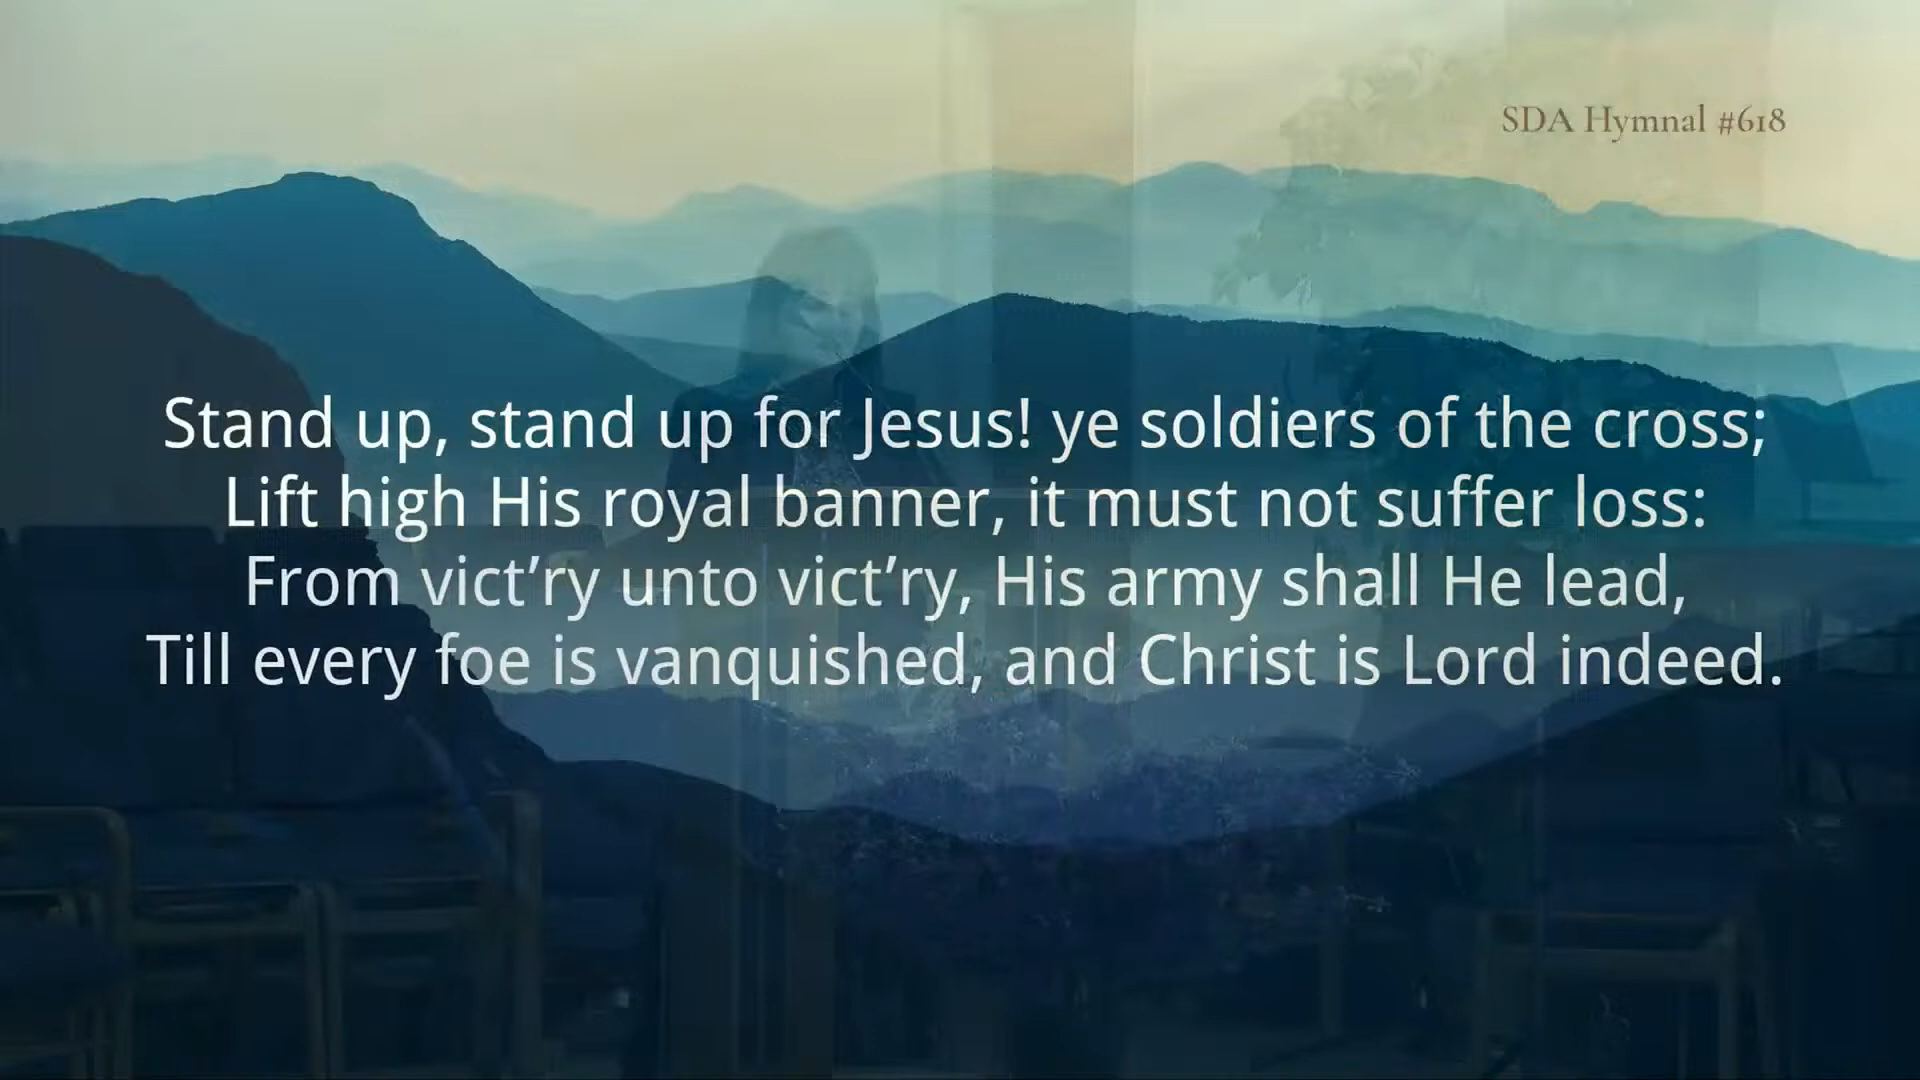 SDA Hymnal #618
Stand up, stand up for Jesus! ye soldiers of the cross;
Lift high His royal banner, it must not suffer loss:
From vict’ry unto vict’ry, His army shall He lead,
Till every foe is vanquished, and Christ is Lord indeed.